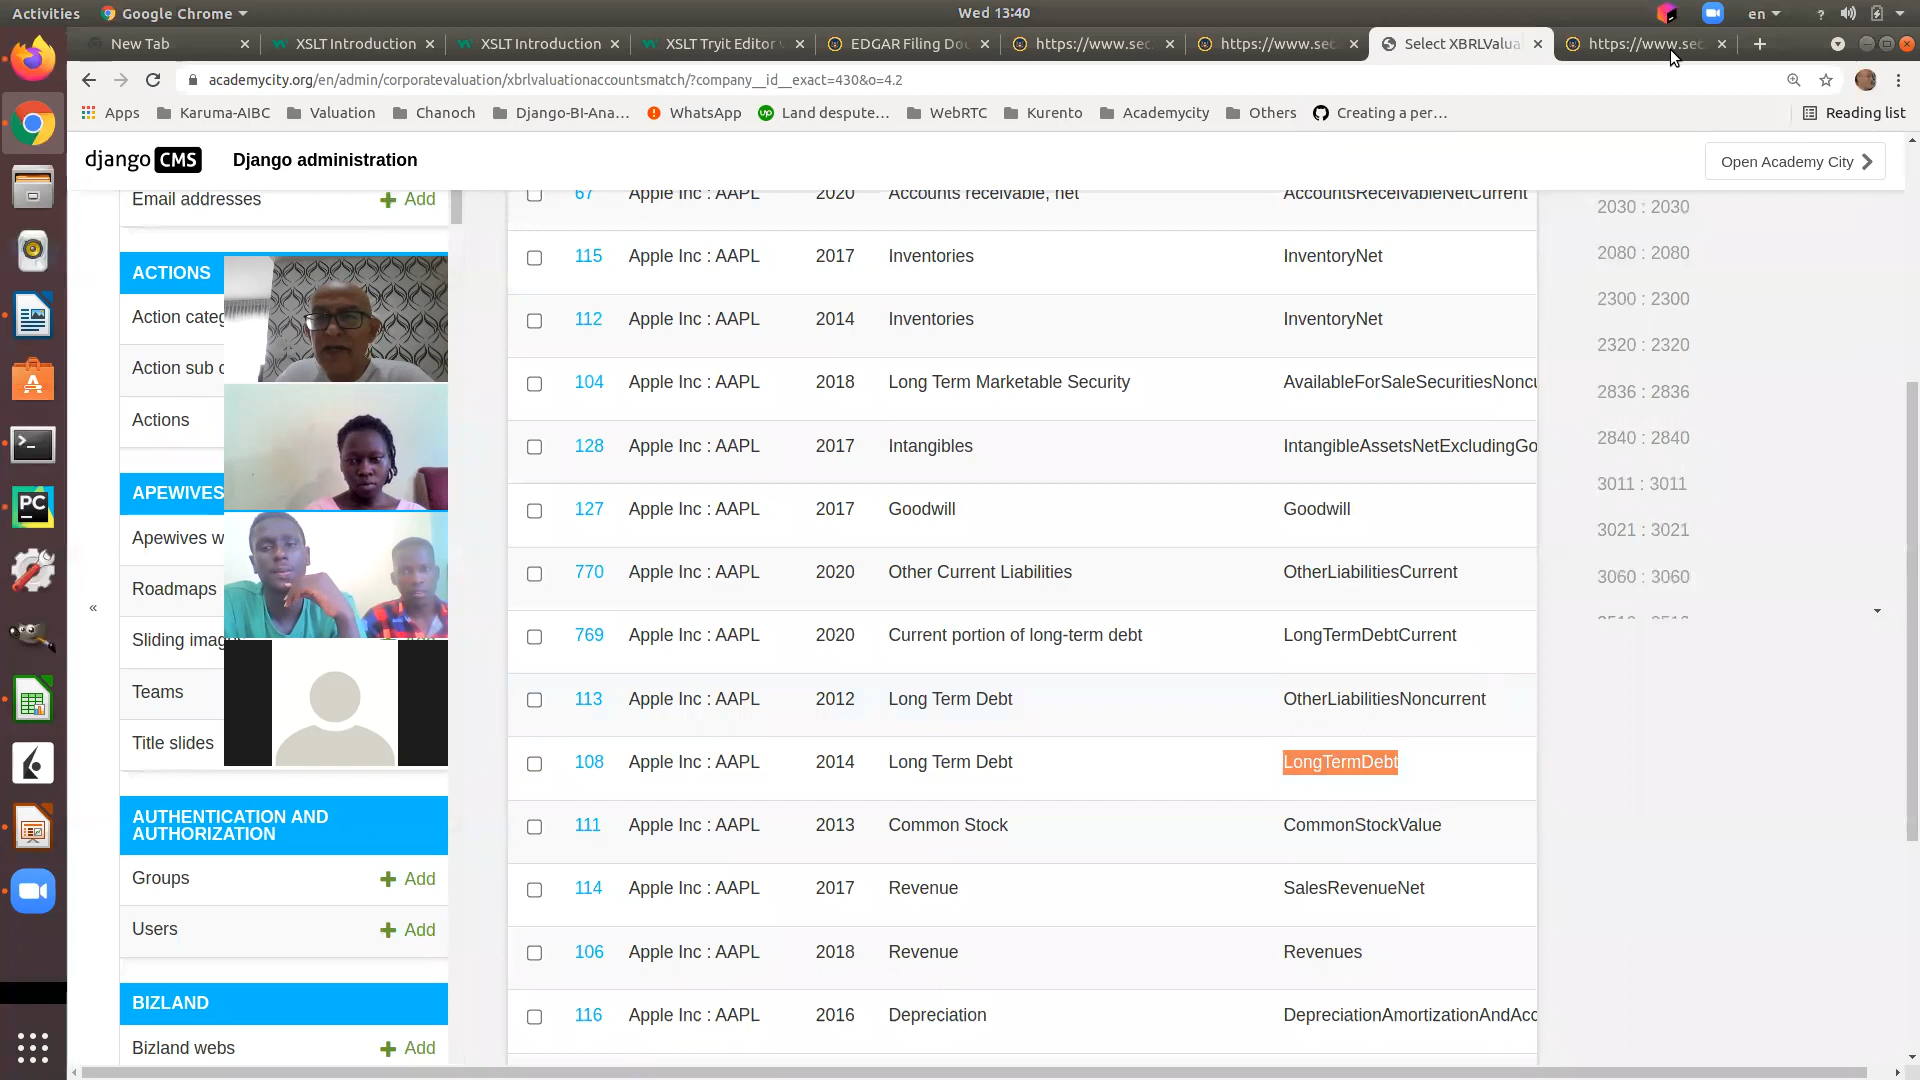 Activities Google Chrome Wed 13:40 en ?
New Tab XSLT Introduction XSLT Introduction XSLT Tryit Editor EDGAR Filing Do https://www.sec. https://www.sec. Select XBRLValua https://www.sec.
academycity.org/en/admin/corporatevaluation/xbrlvaluationaccountsmatch/?company__id__exact=430&o=4.2
Apps Karuma-AIBC Valuation Chanoch Django-BI-Ana... WhatsApp Land despute... WebRTC Kurento Academycity Others Creating a per... Reading list
django CMS Django administration Open Academy City
Email addresses Add
ACTIONS
Action categ
Action sub c
Actions
APEWIVES
Apewives w
Roadmaps
Sliding imag
Teams
Title slides
AUTHENTICATION AND
AUTHORIZATION
Groups Add
Users Add
BIZLAND
Bizland webs Add
«
67 Apple Inc : AAPL 2020 Accounts receivable, net AccountsReceivableNetCurrent
115 Apple Inc : AAPL 2017 Inventories InventoryNet
112 Apple Inc : AAPL 2014 Inventories InventoryNet
104 Apple Inc : AAPL 2018 Long Term Marketable Security AvailableForSaleSecuritiesNoncu
128 Apple Inc : AAPL 2017 Intangibles IntangibleAssetsNetExcludingGo
127 Apple Inc : AAPL 2017 Goodwill Goodwill
770 Apple Inc : AAPL 2020 Other Current Liabilities OtherLiabilitiesCurrent
769 Apple Inc : AAPL 2020 Current portion of long-term debt LongTermDebtCurrent
113 Apple Inc : AAPL 2012 Long Term Debt OtherLiabilitiesNoncurrent
108 Apple Inc : AAPL 2014 Long Term Debt LongTermDebt
111 Apple Inc : AAPL 2013 Common Stock CommonStockValue
114 Apple Inc : AAPL 2017 Revenue SalesRevenueNet
106 Apple Inc : AAPL 2018 Revenue Revenues
116 Apple Inc : AAPL 2016 Depreciation DepreciationAmortizationAndAcc
2030 : 2030
2080 : 2080
2300 : 2300
2320 : 2320
2836 : 2836
2840 : 2840
3011 : 3011
3021 : 3021
3060 : 3060
PC